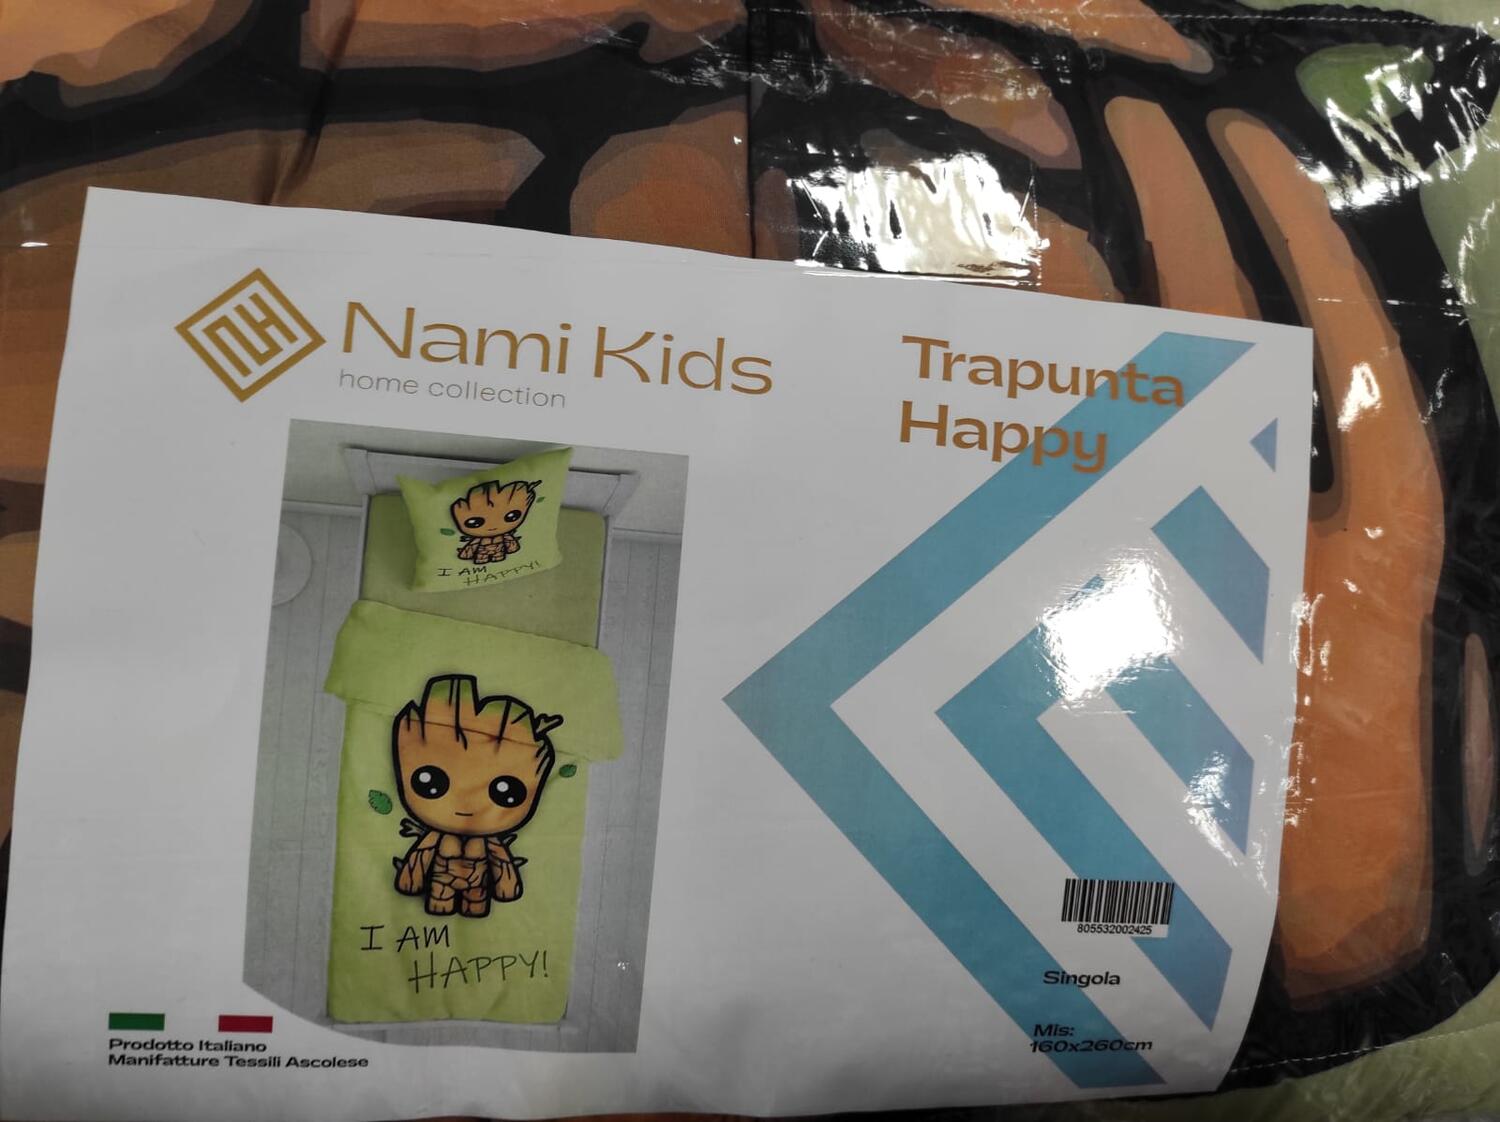 Nami Kids
home collection
Trapunta
Happy
I AM
HAPPY!
I AM
HAPPY!
805532002425
Singola
Mis:
160x260cm
Prodotto Italiano
Manifatture Tessili Ascolese